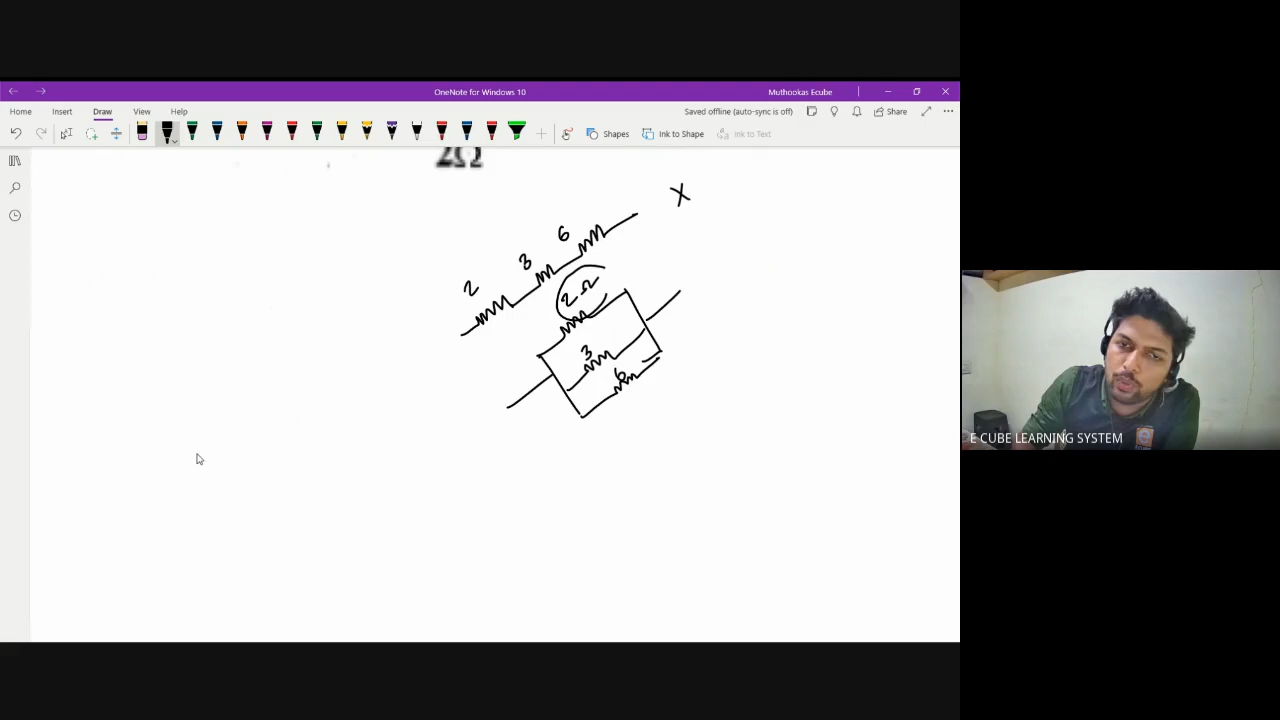 OneNote for Windows 10
Muthookas Ecube
Home Insert Draw View Help
Saved offline (auto-sync is off)
Share
Shapes
Ink to Shape
Ink to Text
2Ω
X
6
3
2
2 Ω
3
6
E CUBE LEARNING SYSTEM